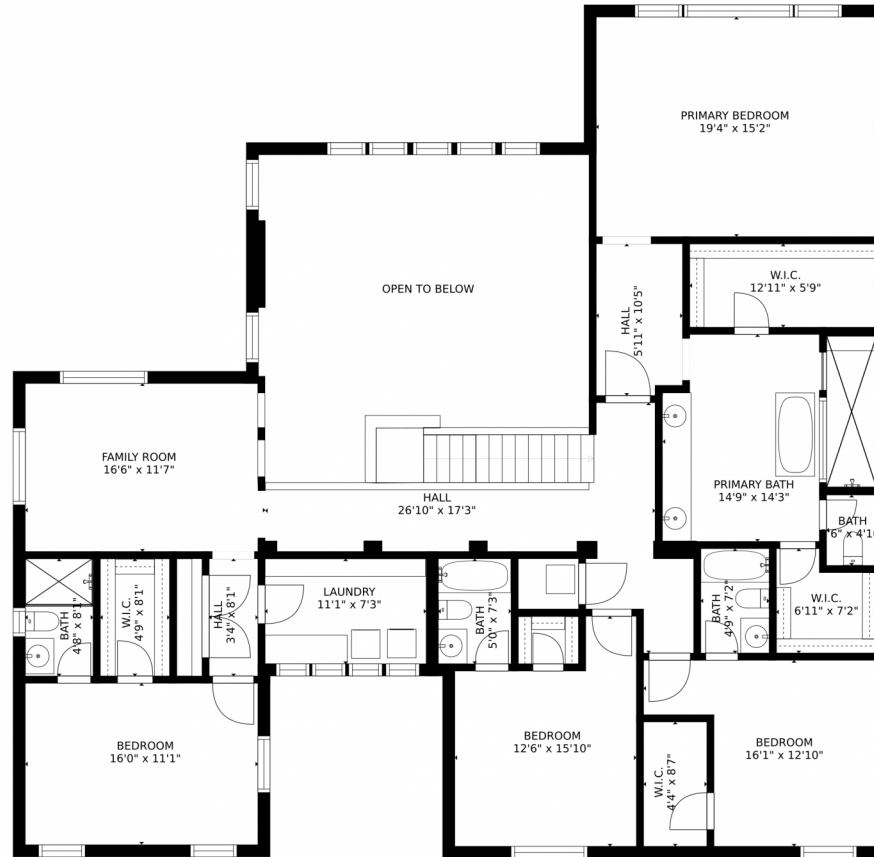 PRIMARY BEDROOM
19'4" x 15'2"
W.I.C.
12'11" x 5'9"
OPEN TO BELOW
HALL
5'11" x 10'5"
FAMILY ROOM
16'6" x 11'7"
HALL
26'10" x 17'3"
PRIMARY BATH
14'9" x 14'3"
BATH
6" x 4'10
BATH
4'8" x 8'1"
W.I.C.
4'9" x 8'1"
HALL
3'4" x 8'1"
LAUNDRY
11'1" x 7'3"
BATH
5'0" x 7'3"
BATH
4'9" x 7'2"
W.I.C.
6'11" x 7'2"
BEDROOM
16'0" x 11'1"
BEDROOM
12'6" x 15'10"
W.I.C.
4'4" x 8'7"
BEDROOM
16'1" x 12'10"